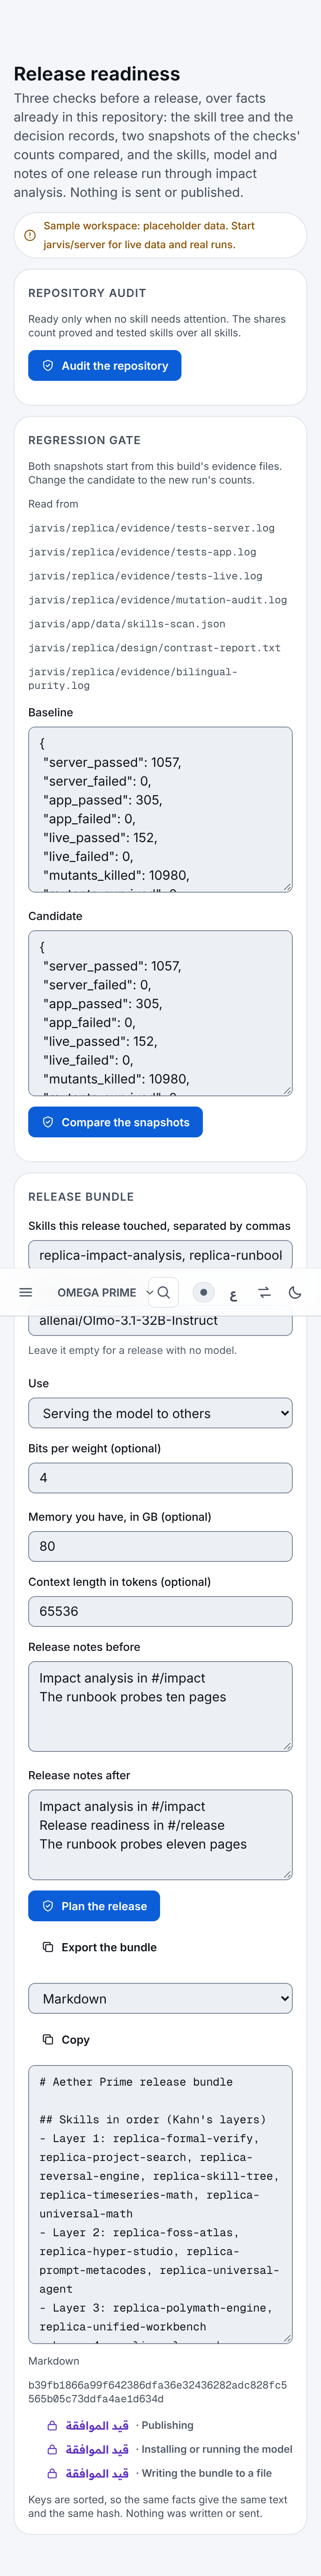 Release readiness
Three checks before a release, over facts
already in this repository: the skill tree and the
decision records, two snapshots of the checks'
counts compared, and the skills, model and
notes of one release run through impact
analysis. Nothing is sent or published.
Sample workspace: placeholder data. Start
jarvis/server for live data and real runs.
REPOSITORY AUDIT
Ready only when no skill needs attention. The shares
count proved and tested skills over all skills.
Audit the repository
REGRESSION GATE
Both snapshots start from this build's evidence files.
Change the candidate to the new run's counts.
Read from
jarvis/replica/evidence/tests-server.log
jarvis/replica/evidence/tests-app.log
jarvis/replica/evidence/tests-live.log
jarvis/replica/evidence/mutation-audit.log
jarvis/app/data/skills-scan.json
jarvis/replica/design/contrast-report.txt
jarvis/replica/evidence/bilingual-
purity.log
Baseline
{
"server_passed": 1057,
"server_failed": 0,
"app_passed": 305,
"app_failed": 0,
"live_passed": 152,
"live_failed": 0,
"mutants_killed": 10980,
Candidate
{
"server_passed": 1057,
"server_failed": 0,
"app_passed": 305,
"app_failed": 0,
"live_passed": 152,
"live_failed": 0,
"mutants_killed": 10980,
Compare the snapshots
RELEASE BUNDLE
Skills this release touched, separated by commas
replica-impact-analysis, replica-runbool
OMEGA PRIME
ع
allenai/Olmo-3.1-32B-Instruct
Leave it empty for a release with no model.
Use
Serving the model to others
Bits per weight (optional)
4
Memory you have, in GB (optional)
80
Context length in tokens (optional)
65536
Release notes before
Impact analysis in #/impact
The runbook probes ten pages
Release notes after
Impact analysis in #/impact
Release readiness in #/release
The runbook probes eleven pages
Plan the release
Export the bundle
Markdown
Copy
# Aether Prime release bundle
## Skills in order (Kahn's layers)
- Layer 1: replica-formal-verify,
replica-project-search, replica-
reversal-engine, replica-skill-tree,
replica-timeseries-math, replica-
universal-math
- Layer 2: replica-foss-atlas,
replica-hyper-studio, replica-
prompt-metacodes, replica-universal-
agent
- Layer 3: replica-polymath-engine,
replica-unified-workbench
Markdown
b39fb1866a99f642386dfa36e32436282adc828fc5
565b05c73ddfa4ae1d634d
قيد الموافقة · Publishing
قيد الموافقة · Installing or running the model
قيد الموافقة · Writing the bundle to a file
Keys are sorted, so the same facts give the same text
and the same hash. Nothing was written or sent.